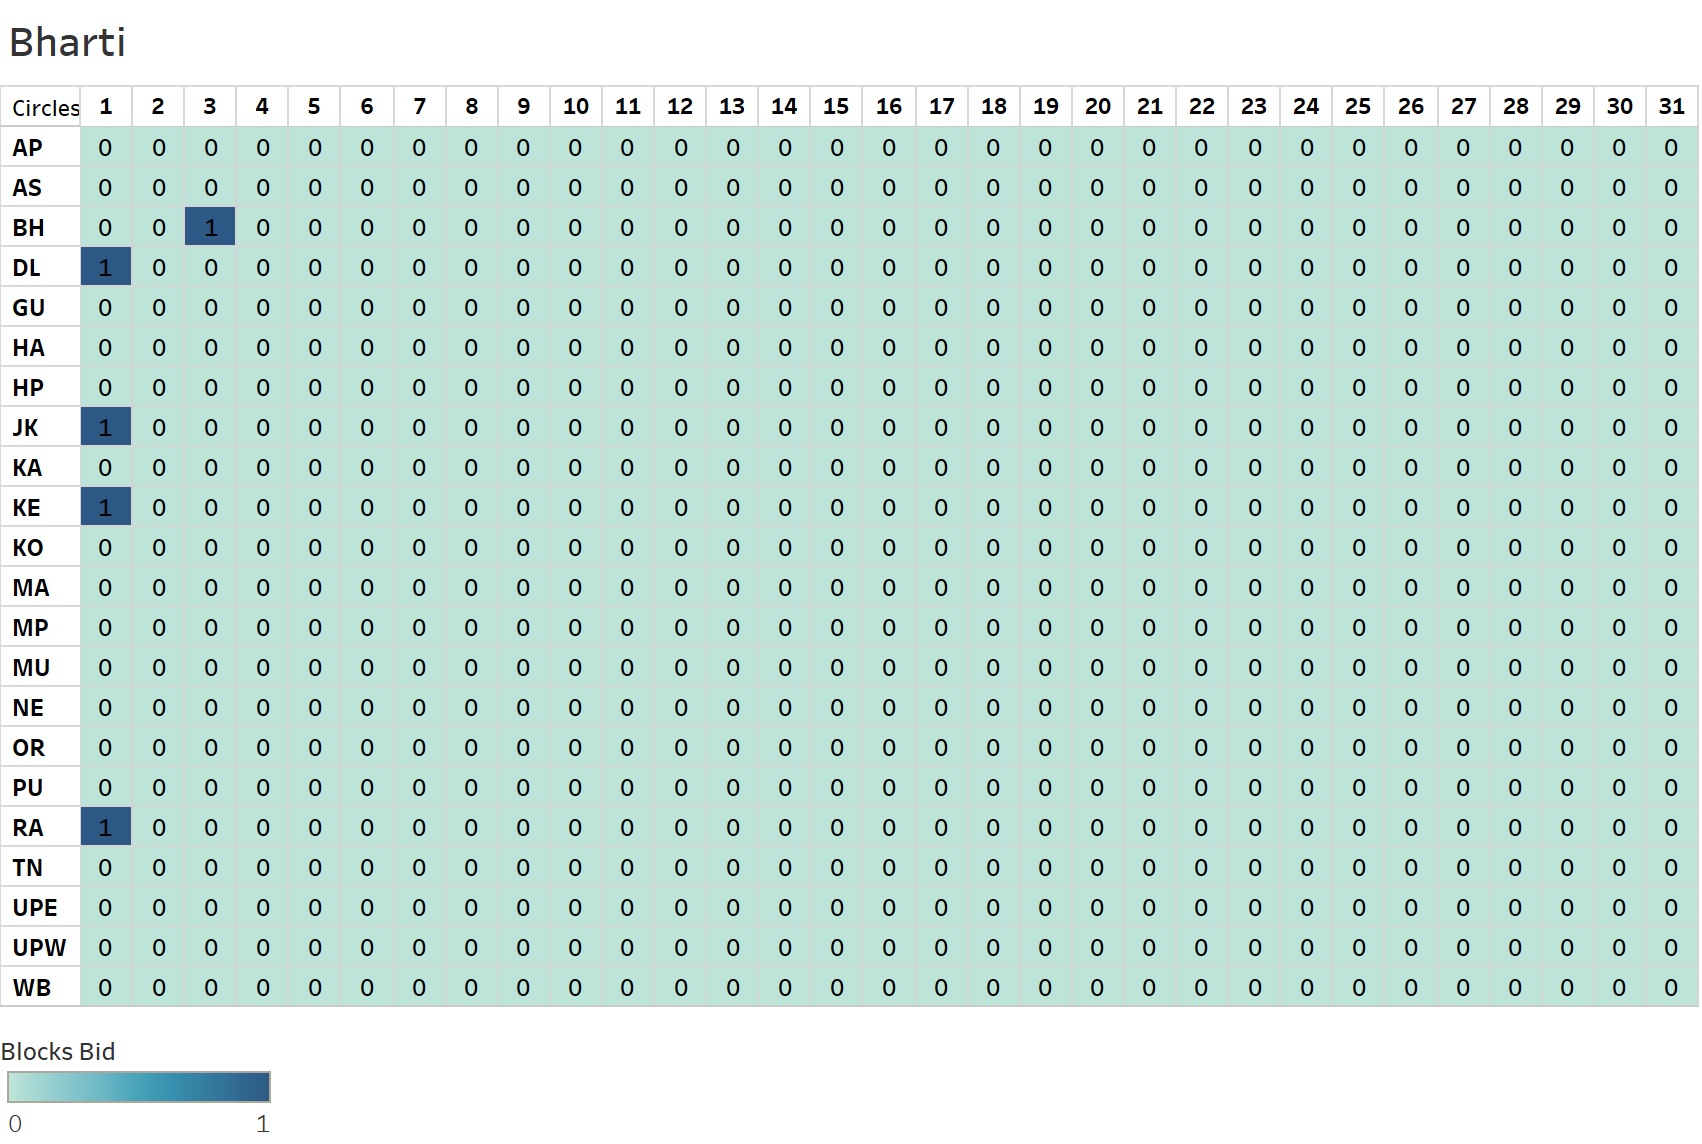 Bharti
Circles 1 2 3 4 5 6 7 8 9 10 11 12 13 14 15 16 17 18 19 20 21 22 23 24 25 26 27 28 29 30 31
AP 0 0 0 0 0 0 0 0 0 0 0 0 0 0 0 0 0 0 0 0 0 0 0 0 0 0 0 0 0 0 0
AS 0 0 0 0 0 0 0 0 0 0 0 0 0 0 0 0 0 0 0 0 0 0 0 0 0 0 0 0 0 0 0
BH 0 0 1 0 0 0 0 0 0 0 0 0 0 0 0 0 0 0 0 0 0 0 0 0 0 0 0 0 0 0 0
DL 1 0 0 0 0 0 0 0 0 0 0 0 0 0 0 0 0 0 0 0 0 0 0 0 0 0 0 0 0 0 0
GU 0 0 0 0 0 0 0 0 0 0 0 0 0 0 0 0 0 0 0 0 0 0 0 0 0 0 0 0 0 0 0
HA 0 0 0 0 0 0 0 0 0 0 0 0 0 0 0 0 0 0 0 0 0 0 0 0 0 0 0 0 0 0 0
HP 0 0 0 0 0 0 0 0 0 0 0 0 0 0 0 0 0 0 0 0 0 0 0 0 0 0 0 0 0 0 0
JK 1 0 0 0 0 0 0 0 0 0 0 0 0 0 0 0 0 0 0 0 0 0 0 0 0 0 0 0 0 0 0
KA 0 0 0 0 0 0 0 0 0 0 0 0 0 0 0 0 0 0 0 0 0 0 0 0 0 0 0 0 0 0 0
KE 1 0 0 0 0 0 0 0 0 0 0 0 0 0 0 0 0 0 0 0 0 0 0 0 0 0 0 0 0 0 0
KO 0 0 0 0 0 0 0 0 0 0 0 0 0 0 0 0 0 0 0 0 0 0 0 0 0 0 0 0 0 0 0
MA 0 0 0 0 0 0 0 0 0 0 0 0 0 0 0 0 0 0 0 0 0 0 0 0 0 0 0 0 0 0 0
MP 0 0 0 0 0 0 0 0 0 0 0 0 0 0 0 0 0 0 0 0 0 0 0 0 0 0 0 0 0 0 0
MU 0 0 0 0 0 0 0 0 0 0 0 0 0 0 0 0 0 0 0 0 0 0 0 0 0 0 0 0 0 0 0
NE 0 0 0 0 0 0 0 0 0 0 0 0 0 0 0 0 0 0 0 0 0 0 0 0 0 0 0 0 0 0 0
OR 0 0 0 0 0 0 0 0 0 0 0 0 0 0 0 0 0 0 0 0 0 0 0 0 0 0 0 0 0 0 0
PU 0 0 0 0 0 0 0 0 0 0 0 0 0 0 0 0 0 0 0 0 0 0 0 0 0 0 0 0 0 0 0
RA 1 0 0 0 0 0 0 0 0 0 0 0 0 0 0 0 0 0 0 0 0 0 0 0 0 0 0 0 0 0 0
TN 0 0 0 0 0 0 0 0 0 0 0 0 0 0 0 0 0 0 0 0 0 0 0 0 0 0 0 0 0 0 0
UPE 0 0 0 0 0 0 0 0 0 0 0 0 0 0 0 0 0 0 0 0 0 0 0 0 0 0 0 0 0 0 0
UPW 0 0 0 0 0 0 0 0 0 0 0 0 0 0 0 0 0 0 0 0 0 0 0 0 0 0 0 0 0 0 0
WB 0 0 0 0 0 0 0 0 0 0 0 0 0 0 0 0 0 0 0 0 0 0 0 0 0 0 0 0 0 0 0
Blocks Bid
0 1